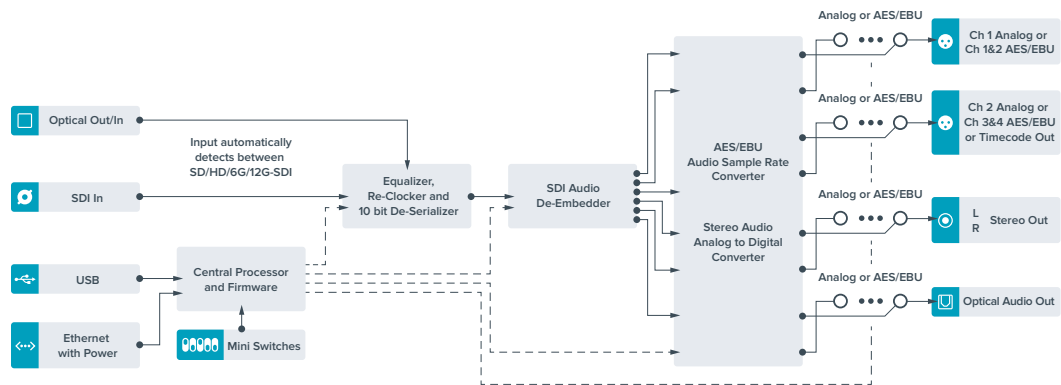 Optical Out/In
Input automatically
detects between
SD/HD/6G/12G-SDI
SDI In
USB
Ethernet
with Power
Central Processor
and Firmware
Mini Switches
Equalizer,
Re-Clocker and
10 bit De-Serializer
SDI Audio
De-Embedder
AES/EBU
Audio Sample Rate
Converter
Stereo Audio
Analog to Digital
Converter
Analog or AES/EBU
Ch 1 Analog or
Ch 1&2 AES/EBU
Analog or AES/EBU
Ch 2 Analog or
Ch 3&4 AES/EBU
or Timecode Out
Analog or AES/EBU
L
R
Stereo Out
Analog or AES/EBU
Optical Audio Out